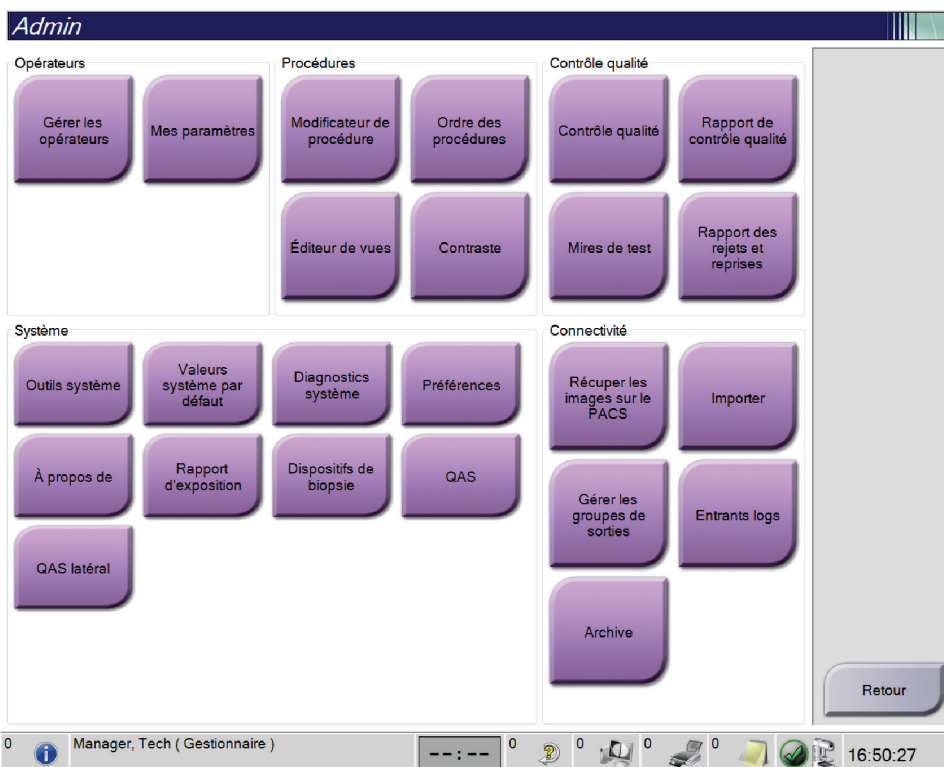 Admin
Opérateurs
Gérer les
opérateurs
Mes paramètres
Procédures
Modificateur de
procédure
Ordre des
procédures
Éditeur de vues
Contraste
Contrôle qualité
Contrôle qualité
Rapport de
contrôle qualité
Mires de test
Rapport des
rejets et
reprises
Système
Outils système
Valeurs
système par
défaut
Diagnostics
système
Préférences
À propos de
Rapport
d'exposition
Dispositifs de
biopsie
QAS
QAS latéral
Connectivité
Récuper les
images sur le
PACS
Importer
Gérer les
groupes de
sorties
Entrants logs
Archive
Retour
0
Manager, Tech ( Gestionnaire )
--:--
0
0
0
0
16:50:27